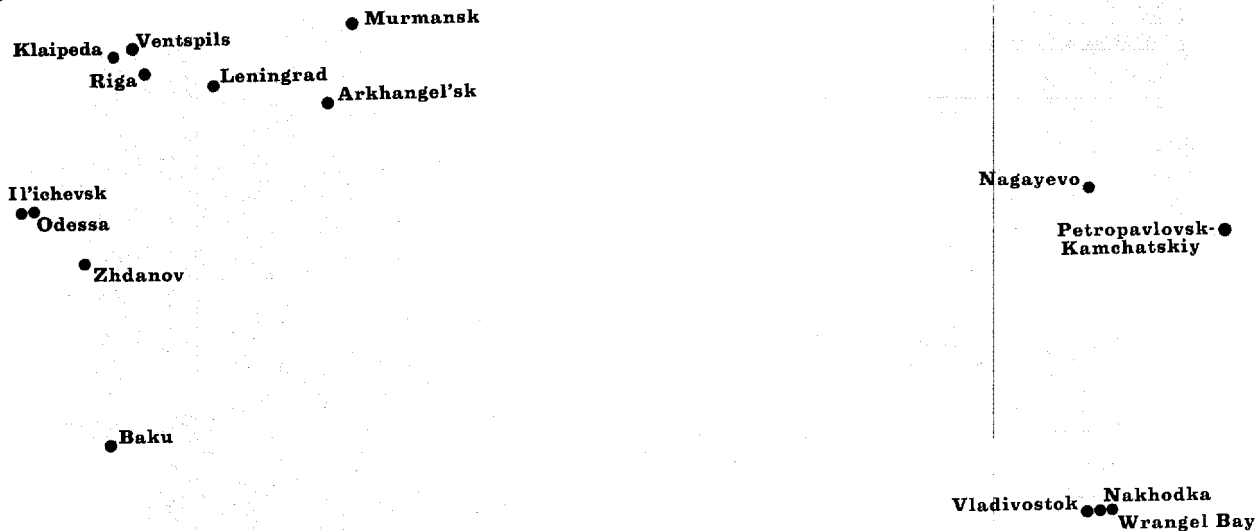 Murmansk
Ventspils
Klaipeda
Riga
Leningrad
Arkhangel'sk
Nagayevo
Il'ichevsk
Odessa
Petropavlovsk-
Kamchatskiy
Zhdanov
Baku
Vladivostok
Nakhodka
Wrangel Bay